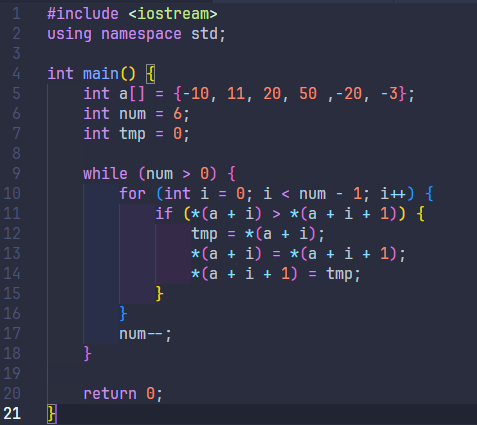 1 #include <iostream>
2 using namespace std;
3
4 int main() {
5     int a[] = {-10, 11, 20, 50 ,-20, -3};
6     int num = 6;
7     int tmp = 0;
8
9     while (num > 0) {
10         for (int i = 0; i < num - 1; i++) {
11             if (*(a + i) > *(a + i + 1)) {
12                 tmp = *(a + i);
13                 *(a + i) = *(a + i + 1);
14                 *(a + i + 1) = tmp;
15             }
16         }
17         num--;
18     }
19
20     return 0;
21 }